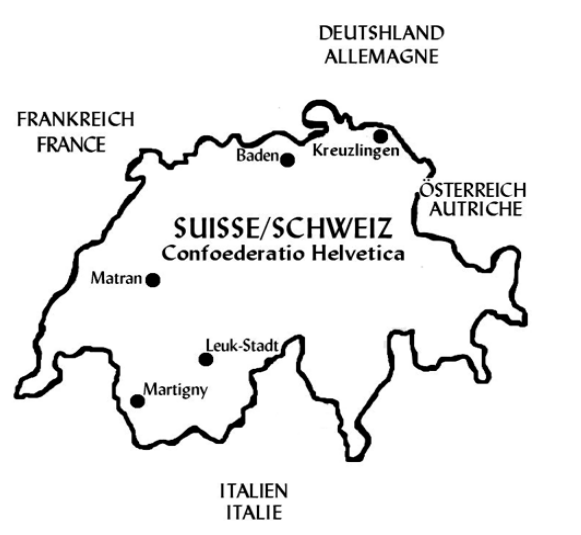 DEUTSHLAND
ALLEMAGNE
FRANKREICH
FRANCE
Baden
Kreuzlingen
ÖSTERREICH
AUTRICHE
SUISSE/SCHWEIZ
Confoederatio Helvetica
Matran
Leuk-Stadt
Martigny
ITALIEN
ITALIE